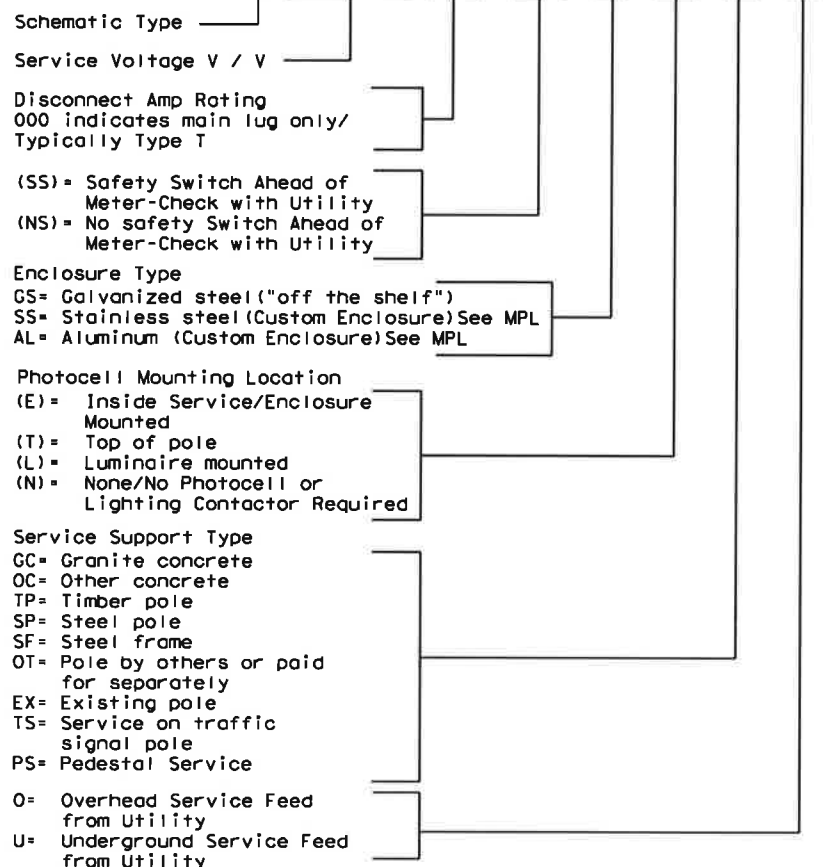 Schematic Type
Service Voltage V / V
Disconnect Amp Rating
000 indicates main lug only/
Typically Type T
(SS)= Safety Switch Ahead of
Meter-Check with Utility
(NS)= No safety Switch Ahead of
Meter-Check with Utility
Enclosure Type
GS= Galvanized steel("off the shelf")
SS= Stainless steel(Custom Enclosure)See MPL
AL= Aluminum (Custom Enclosure)See MPL
Photocell Mounting Location
(E)= Inside Service/Enclosure
Mounted
(T)= Top of pole
(L)= Luminaire mounted
(N)= None/No Photocell or
Lighting Contactor Required
Service Support Type
GC= Granite concrete
OC= Other concrete
TP= Timber pole
SP= Steel pole
SF= Steel frame
OT= Pole by others or paid
for separately
EX= Existing pole
TS= Service on traffic
signal pole
PS= Pedestal Service
O= Overhead Service Feed
from Utility
U= Underground Service Feed
from Utility